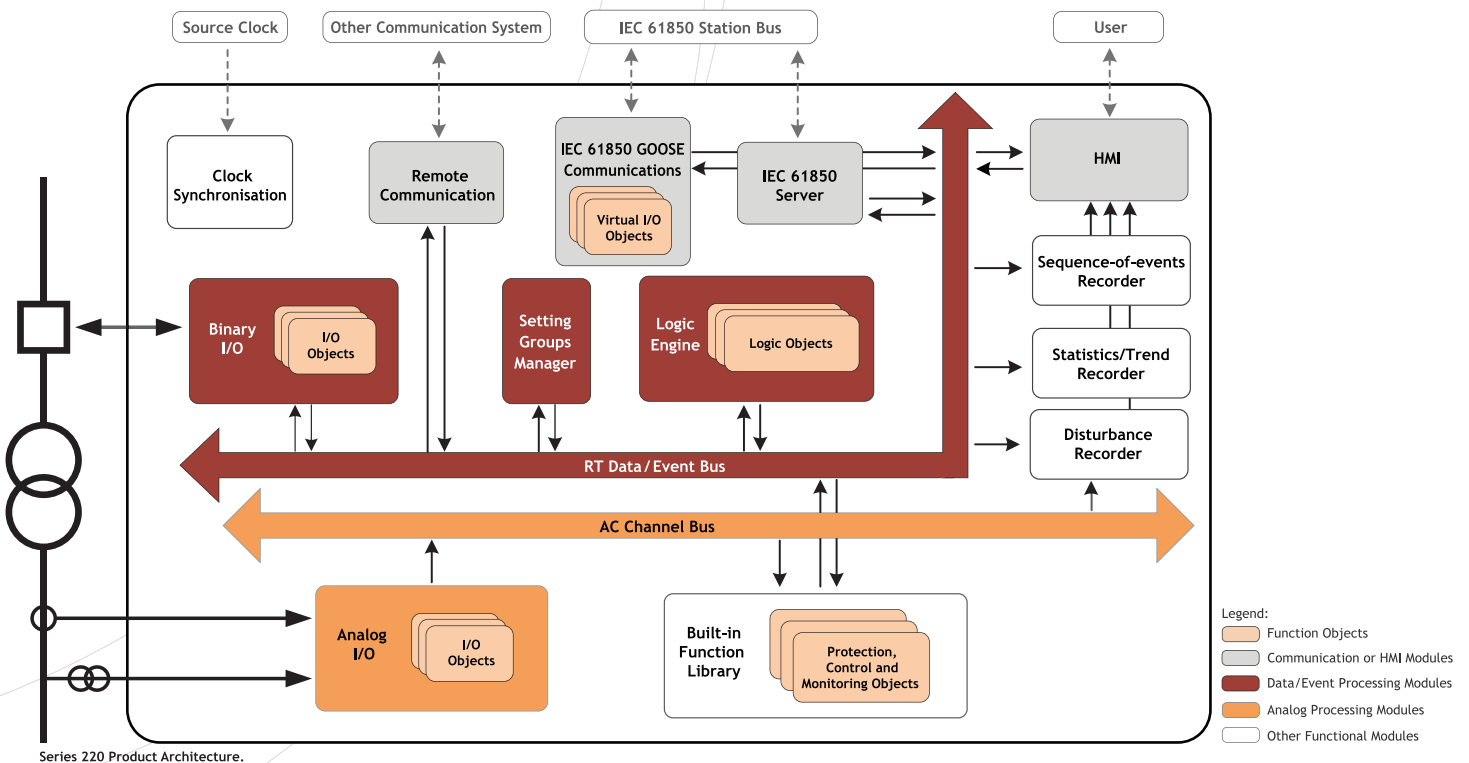 Source Clock
Other Communication System
IEC 61850 Station Bus
User
Clock
Synchronisation
Remote
Communication
IEC 61850 GOOSE
Communications
Virtual I/O
Objects
IEC 61850
Server
HMI
Sequence-of-events
Recorder
Binary
I/O
I/O
Objects
Setting
Groups
Manager
Logic
Engine
Logic Objects
Statistics/Trend
Recorder
Disturbance
Recorder
RT Data/Event Bus
AC Channel Bus
Analog
I/O
I/O
Objects
Built-in
Function
Library
Protection,
Control and
Monitoring Objects
Legend:
Function Objects
Communication or HMI Modules
Data/Event Processing Modules
Analog Processing Modules
Other Functional Modules
Series 220 Product Architecture.